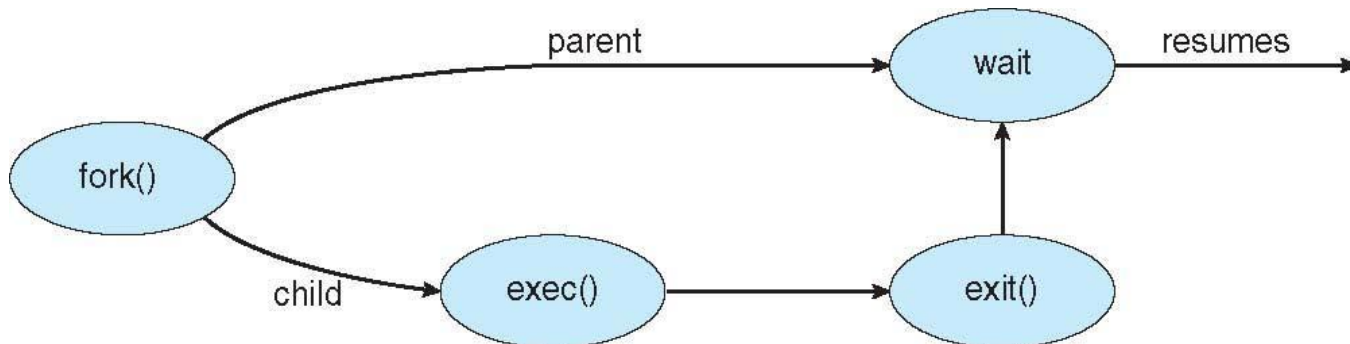 parent
wait
resumes
fork()
child
exec()
exit()